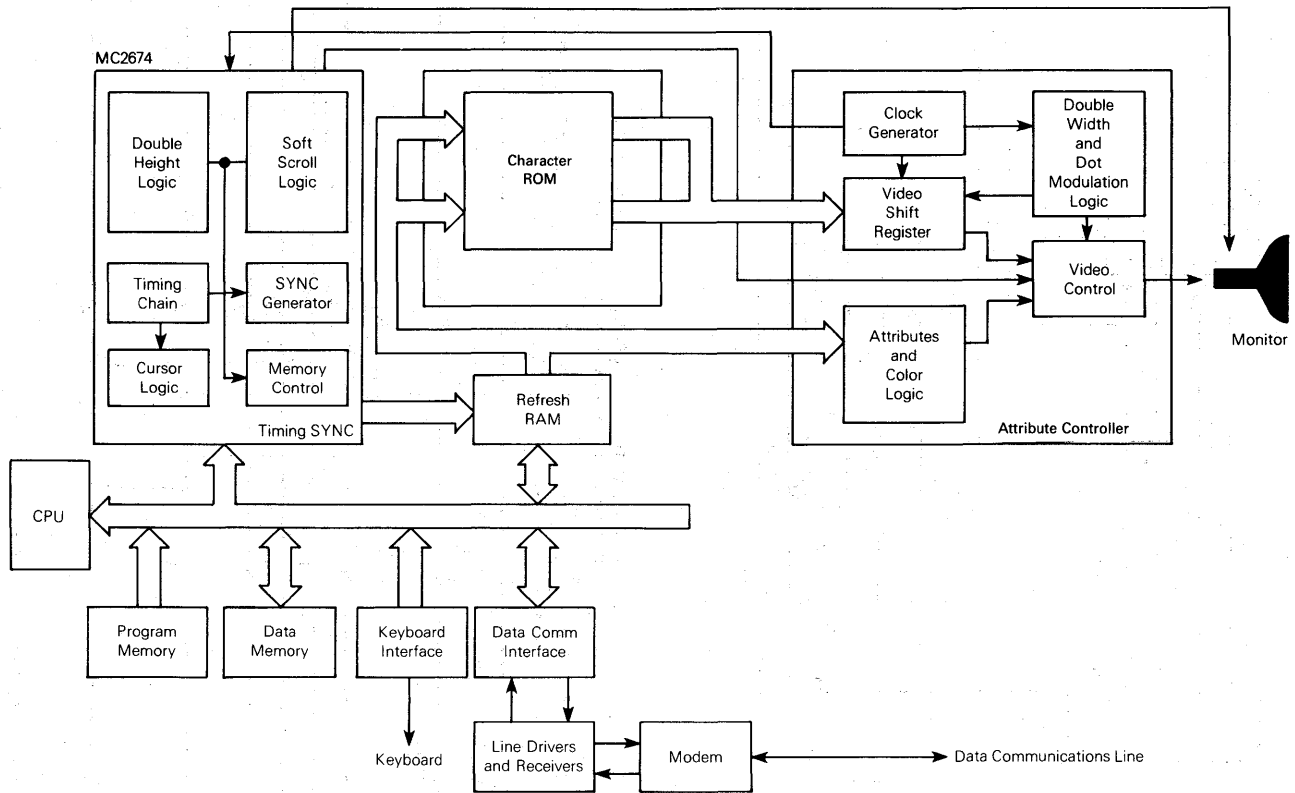 MC2674
Double
Height
Logic
Soft
Scroll
Logic
Timing
Chain
SYNC
Generator
Cursor
Logic
Memory
Control
Timing SYNC
Character
ROM
Refresh
RAM
Clock
Generator
Double
Width
and
Dot
Modulation
Logic
Video
Shift
Register
Video
Control
Attributes
and
Color
Logic
Attribute Controller
Monitor
CPU
Program
Memory
Data
Memory
Keyboard
Interface
Data Comm
Interface
Keyboard
Line Drivers
and Receivers
Modem
Data Communications Line